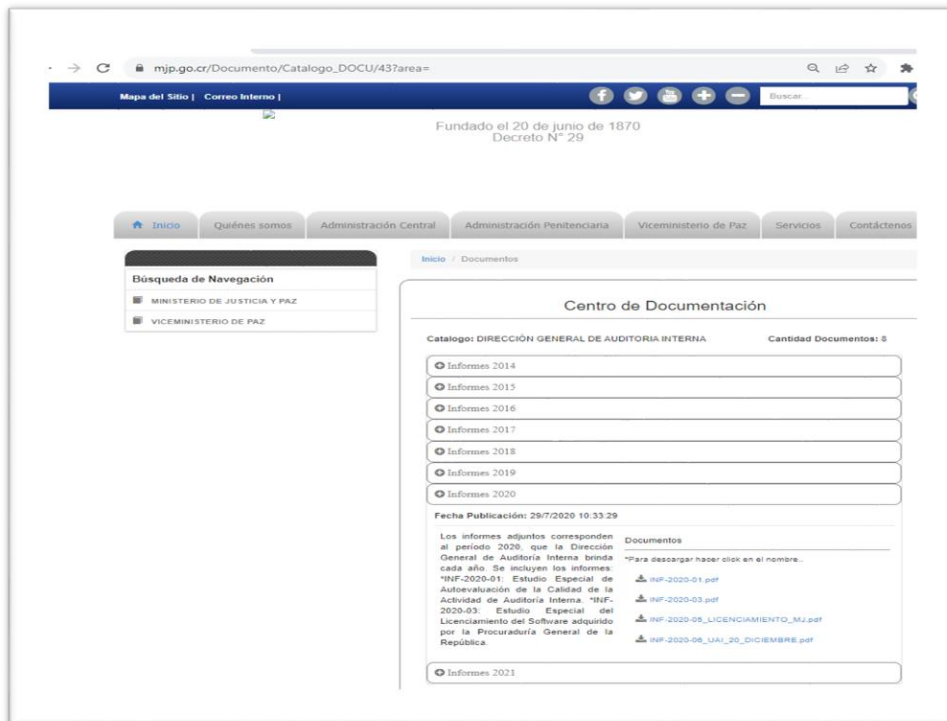 mjp.go.cr/Documento/Catalogo_DOCU/43?area=
Mapa del Sitio | Correo Interno |
Buscar
Fundado el 20 de junio de 1870
Decreto N° 29
Inicio
Quiénes somos
Administración Central
Administración Penitenciaria
Viceministerio de Paz
Servicios
Contáctenos
Búsqueda de Navegación
MINISTERIO DE JUSTICIA Y PAZ
VICEMINISTERIO DE PAZ
Inicio / Documentos
Centro de Documentación
Catalogo: DIRECCIÓN GENERAL DE AUDITORIA INTERNA
Cantidad Documentos: 8
Informes 2014
Informes 2015
Informes 2016
Informes 2017
Informes 2018
Informes 2019
Informes 2020
Fecha Publicación: 29/7/2020 10:33:29
Los informes adjuntos corresponden
al periodo 2020, que la Dirección
General de Auditoría Interna brinda
cada año. Se incluyen los informes:
*INF-2020-01: Estudio Especial de
Autoevaluación de la Calidad de la
Actividad de Auditoría Interna. *INF-
2020-03: Estudio Especial del
Licenciamiento del Software adquirido
por la Procuraduría General de la
República.
Documentos
*Para descargar hacer click en el nombre..
INF-2020-01.pdf
INF-2020-03.pdf
INF-2020-05_LICENCIAMIENTO_MJ.pdf
INF-2020-06_UAI_20_DICIEMBRE.pdf
Informes 2021